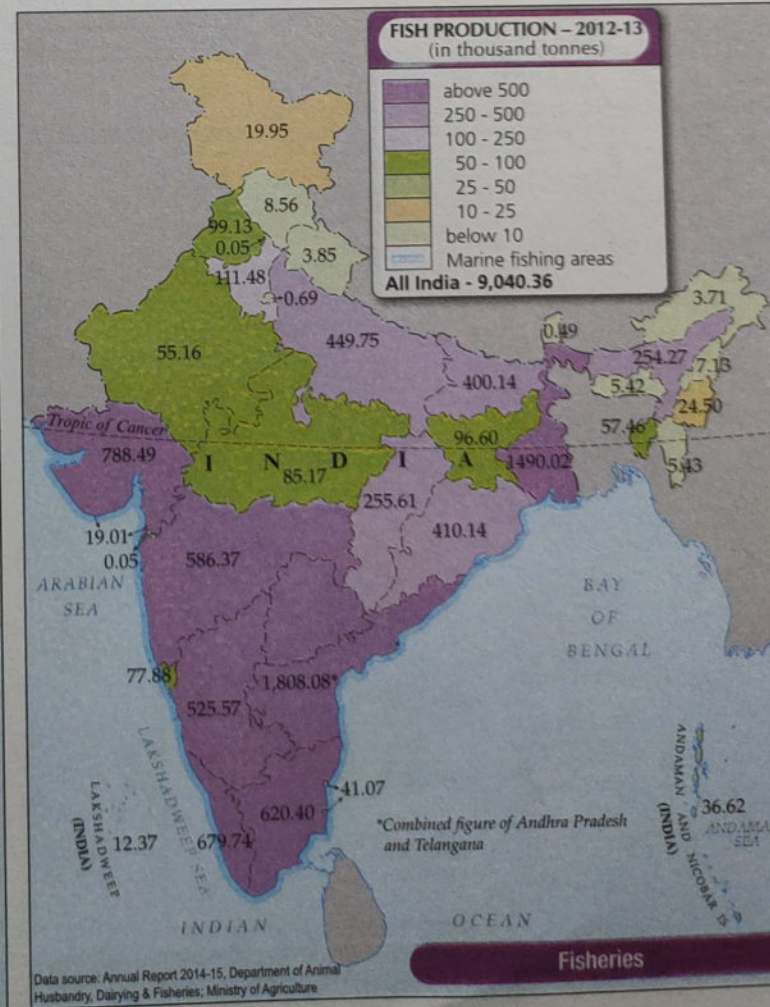 FISH PRODUCTION – 2012-13
(in thousand tonnes)
above 500
250 - 500
100 - 250
50 - 100
25 - 50
10 - 25
below 10
Marine fishing areas
All India - 9,040.36
19.95
8.56
99.13
0.05
3.85
111.48
0.69
3.71
0.49
449.75
55.16
254.27
7.13
400.14
5.42
24.50
Tropic of Cancer
57.46
96.60
788.49
I N D I A
1490.02
5.43
85.17
255.61
19.01
410.14
0.05
586.37
ARABIAN
SEA
BAY
OF
BENGAL
77.88
1,808.08*
525.57
LAKSHADWEEP SEA
LAKSHADWEEP
(INDIA)
12.37
41.07
620.40
679.74
*Combined figure of Andhra Pradesh
and Telangana
ANDAMAN AND NICOBAR IS
(INDIA)
36.62
ANDAMA
SEA
INDIAN OCEAN
Fisheries
Data source: Annual Report 2014-15, Department of Animal
Husbandry, Dairying & Fisheries; Ministry of Agriculture